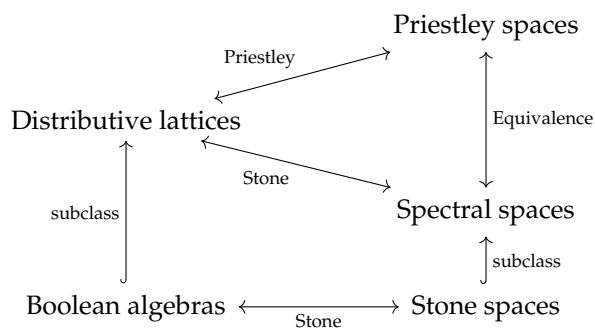 Priestley spaces
Priestley
Distributive lattices
Equivalence
Stone
subclass
Spectral spaces
subclass
Boolean algebras
Stone
Stone spaces